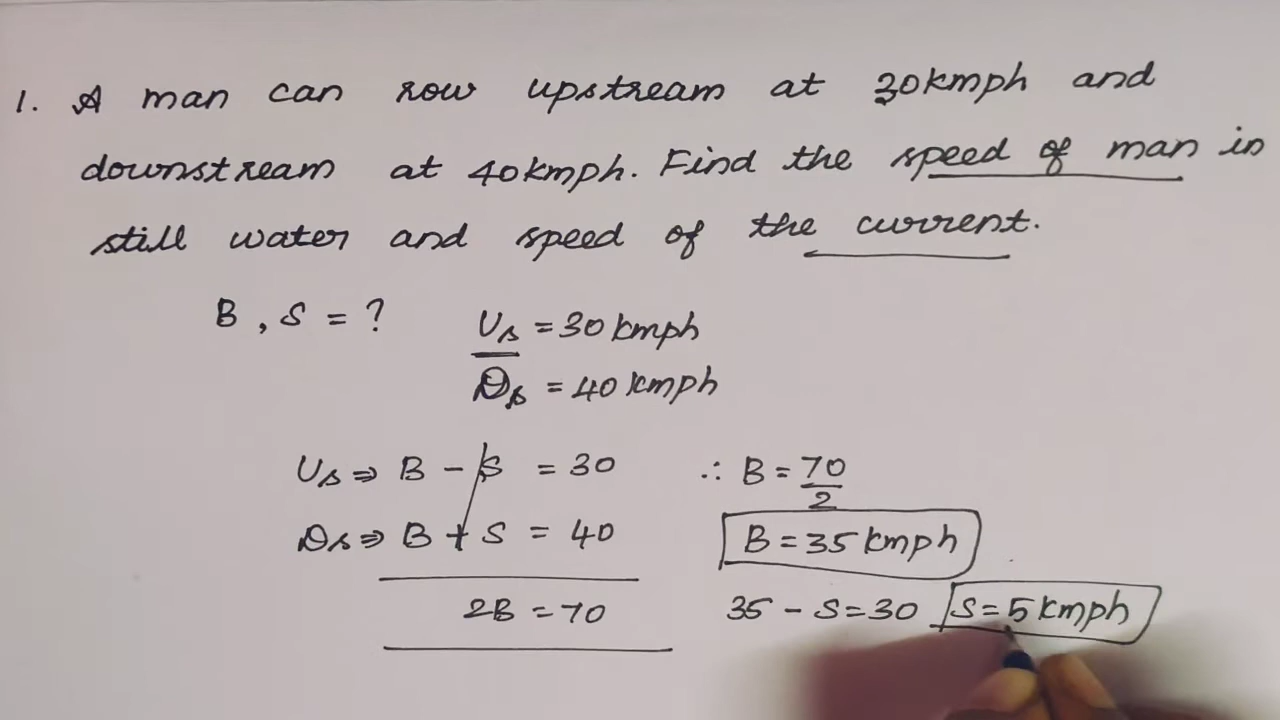 1. A man can row upstream at 30kmph and
downstream at 40kmph. Find the speed of man in
still water and speed of the current.
B, S = ?
Us = 30 kmph
Ds = 40 kmph
Us ⇒ B - S = 30
Ds ⇒ B + S = 40
2B = 70
∴ B = 70/2
B = 35 kmph
35 - S = 30
S = 5 kmph